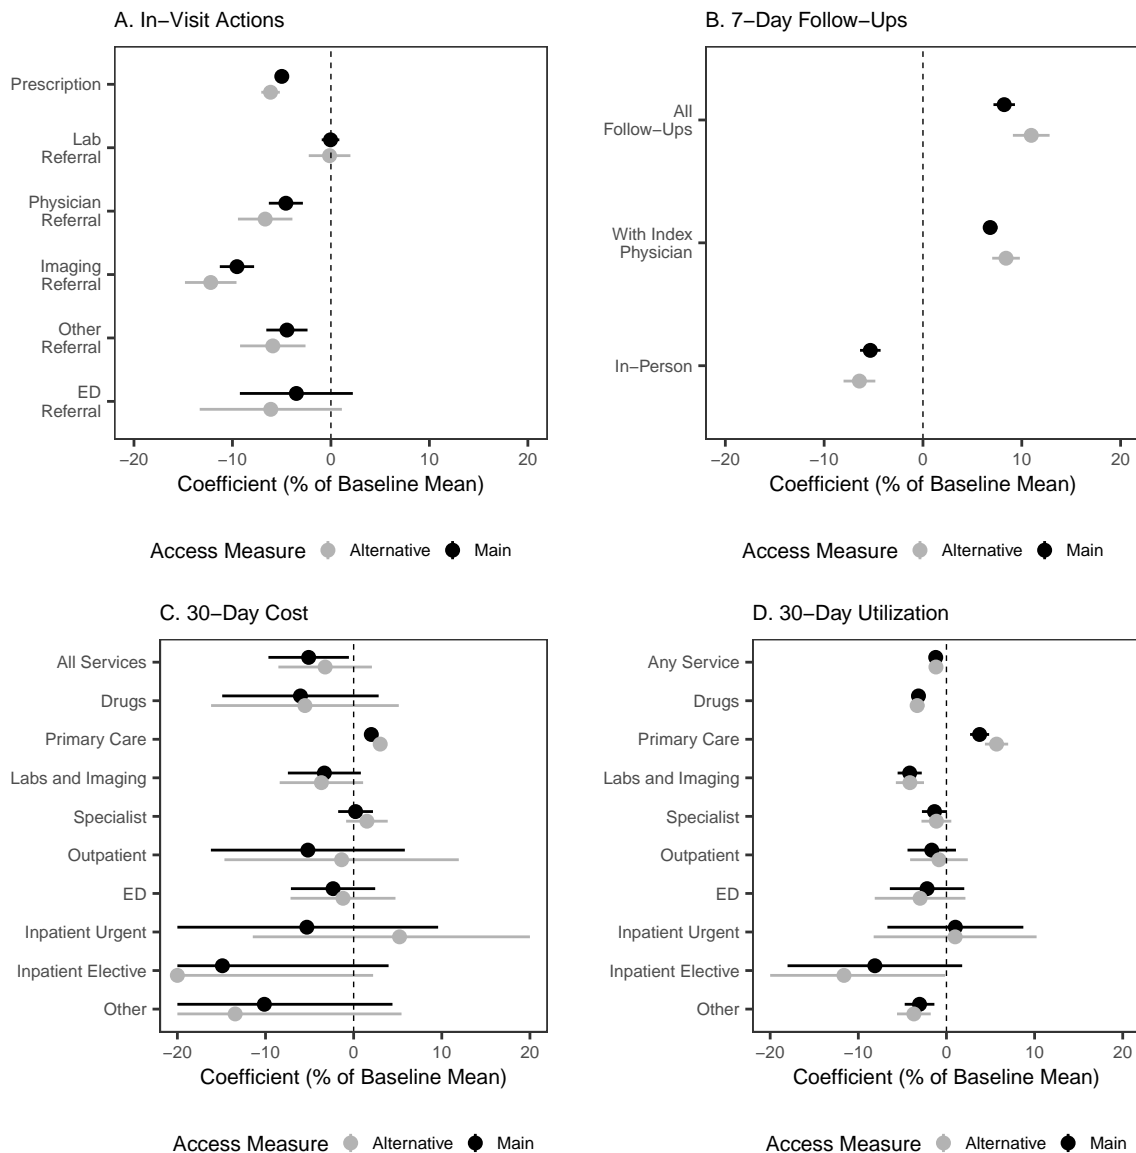 A. In−Visit Actions
Prescription
Lab
Referral
Physician
Referral
Imaging
Referral
Other
Referral
ED
Referral
−20 −10 0 10 20
Coefficient (% of Baseline Mean)
Access Measure Alternative Main
B. 7−Day Follow−Ups
All
Follow−Ups
With Index
Physician
In−Person
−20 −10 0 10 20
Coefficient (% of Baseline Mean)
Access Measure Alternative Main
C. 30−Day Cost
All Services
Drugs
Primary Care
Labs and Imaging
Specialist
Outpatient
ED
Inpatient Urgent
Inpatient Elective
Other
−20 −10 0 10 20
Coefficient (% of Baseline Mean)
Access Measure Alternative Main
D. 30−Day Utilization
Any Service
Drugs
Primary Care
Labs and Imaging
Specialist
Outpatient
ED
Inpatient Urgent
Inpatient Elective
Other
−20 −10 0 10 20
Coefficient (% of Baseline Mean)
Access Measure Alternative Main